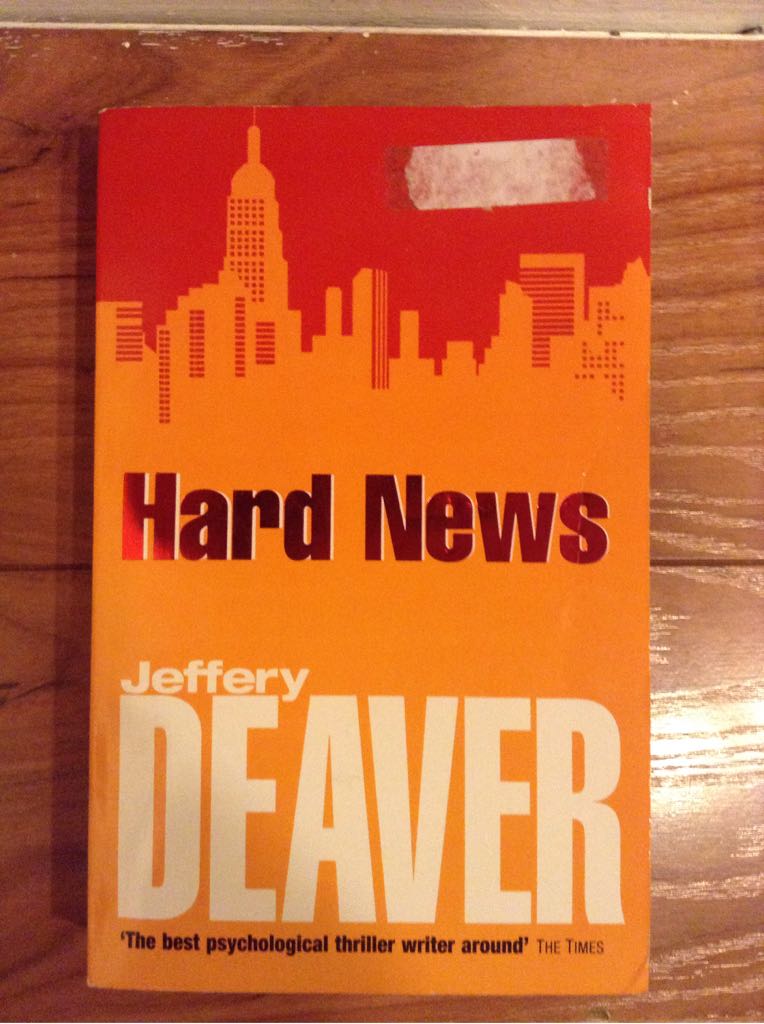 Hard News
Jeffery
DEAVER
‘The best psychological thriller writer around’ THE TIMES